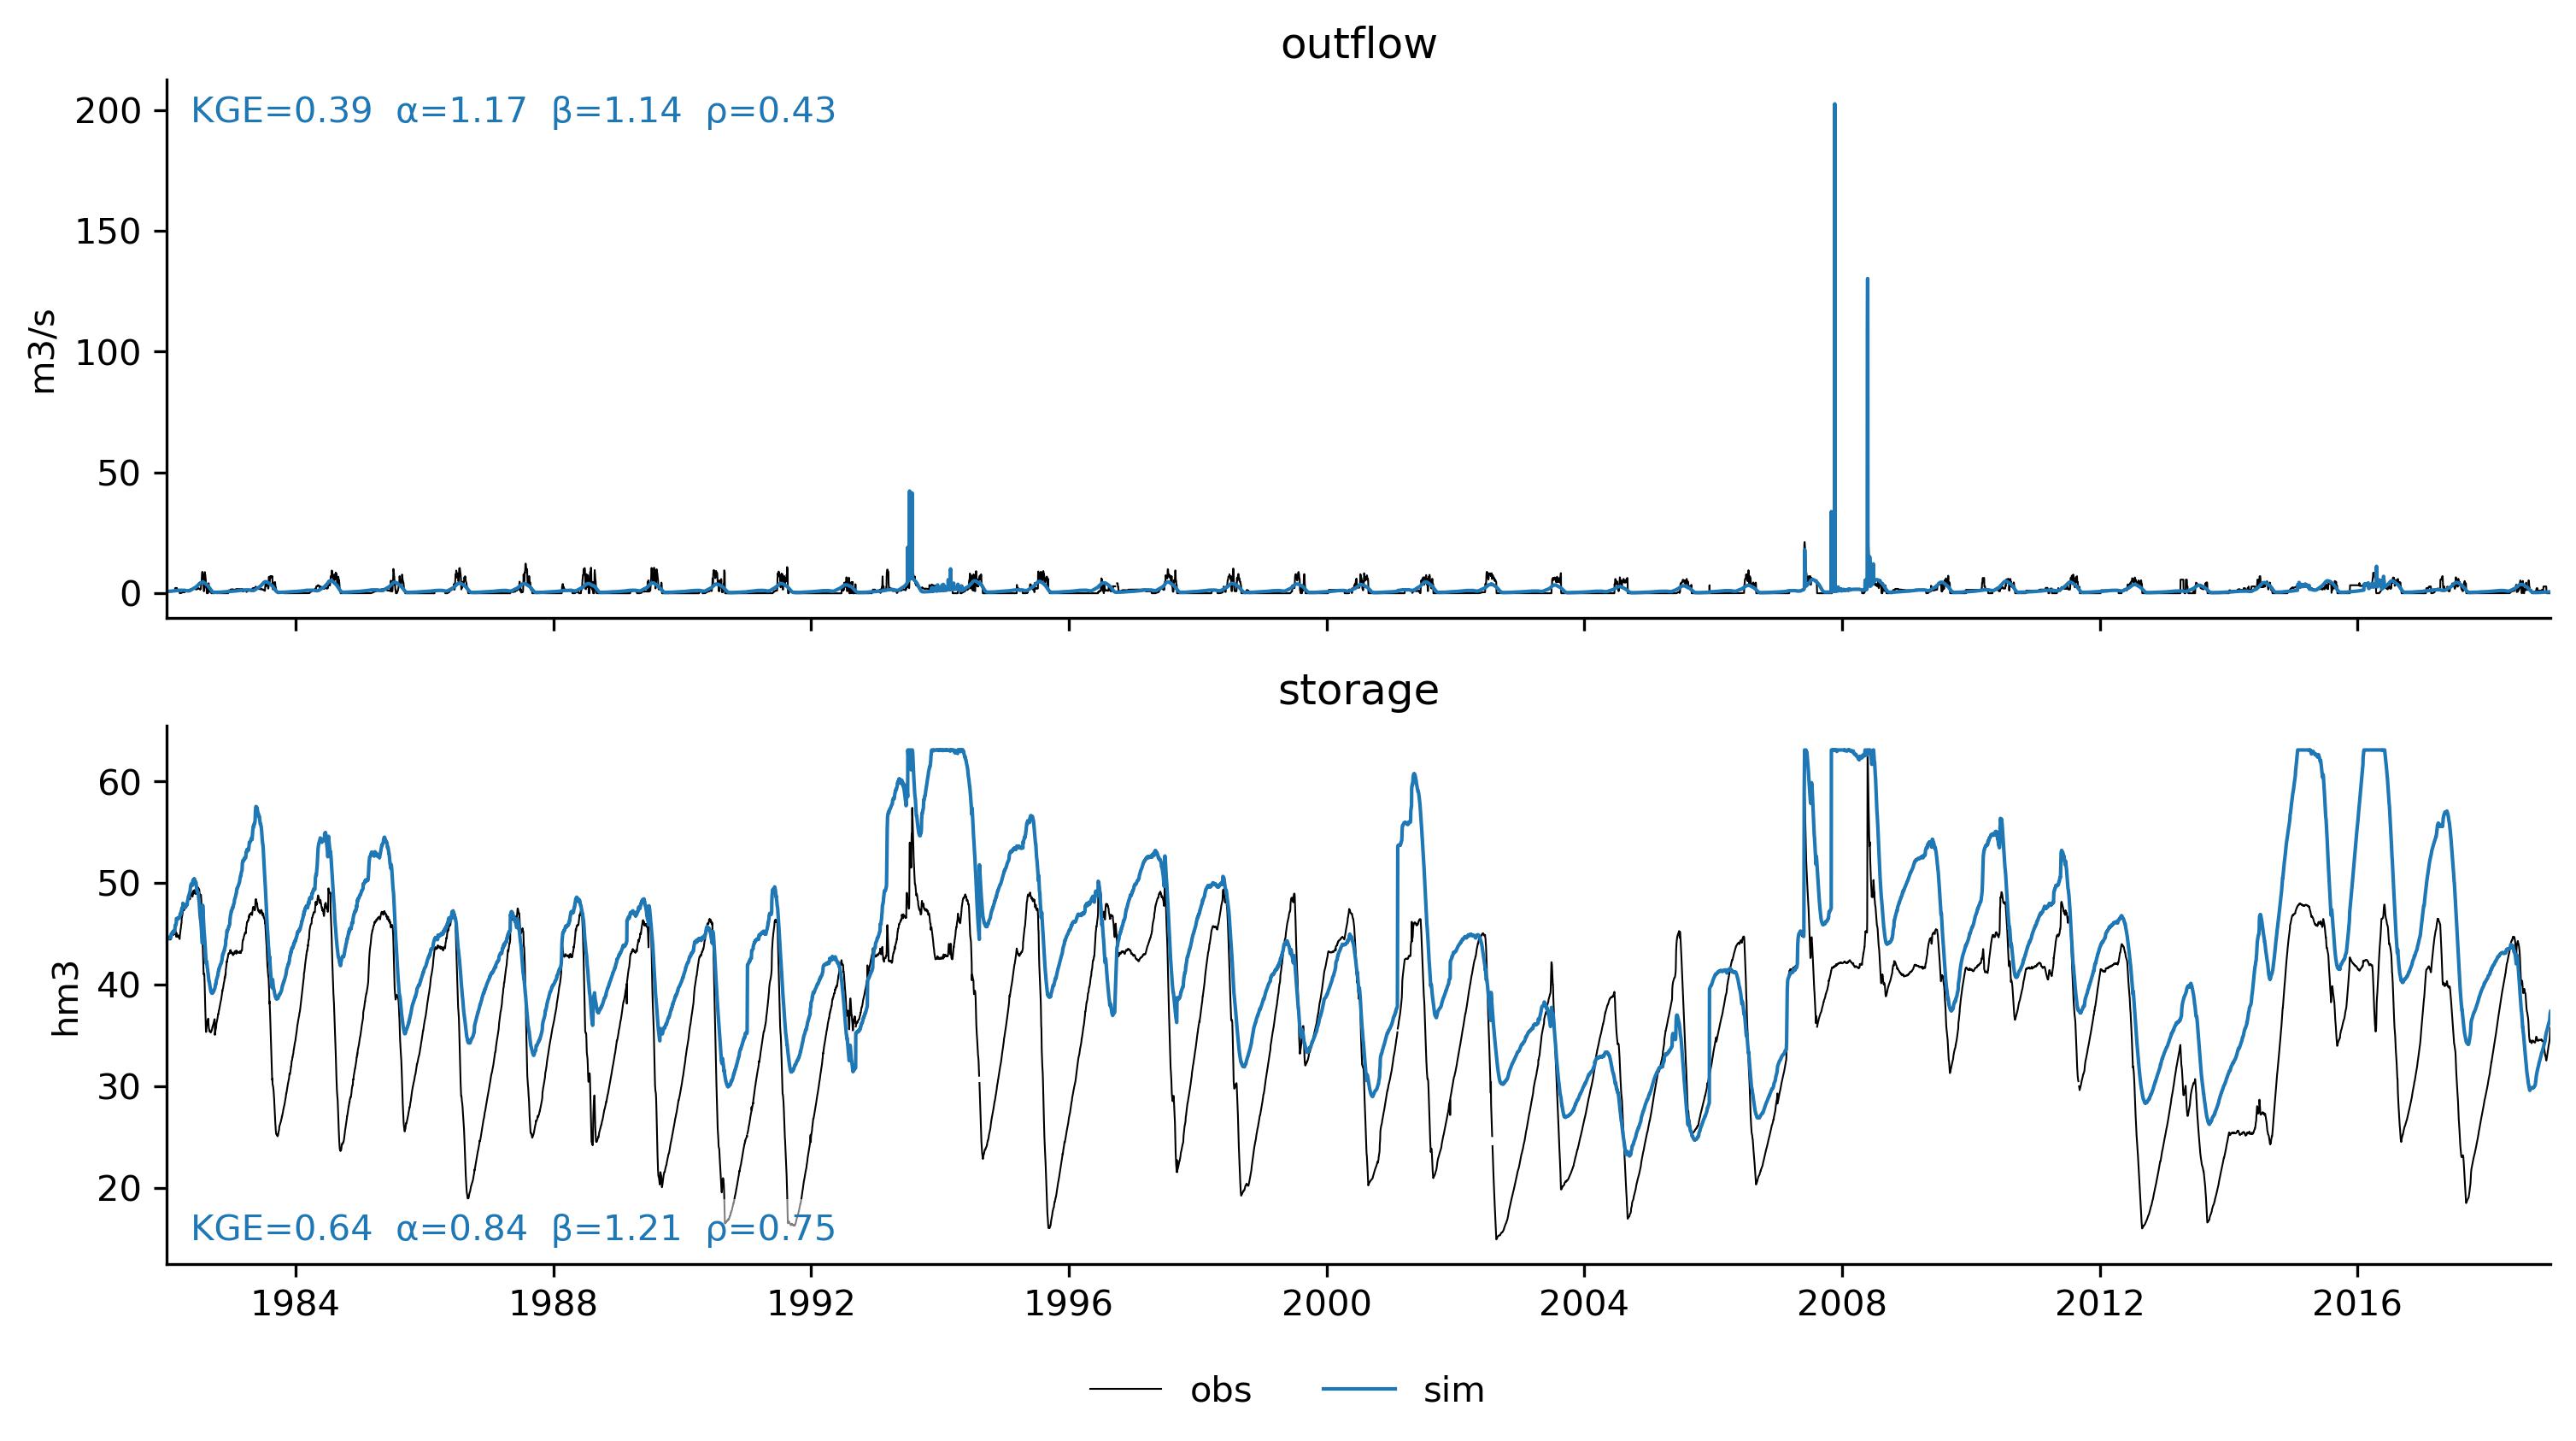 outflow
KGE=0.39 α=1.17 β=1.14 ρ=0.43
200
150
100
50
0
m3/s
storage
60
50
40
30
20
hm3
KGE=0.64 α=0.84 β=1.21 ρ=0.75
1984 1988 1992 1996 2000 2004 2008 2012 2016
obs sim